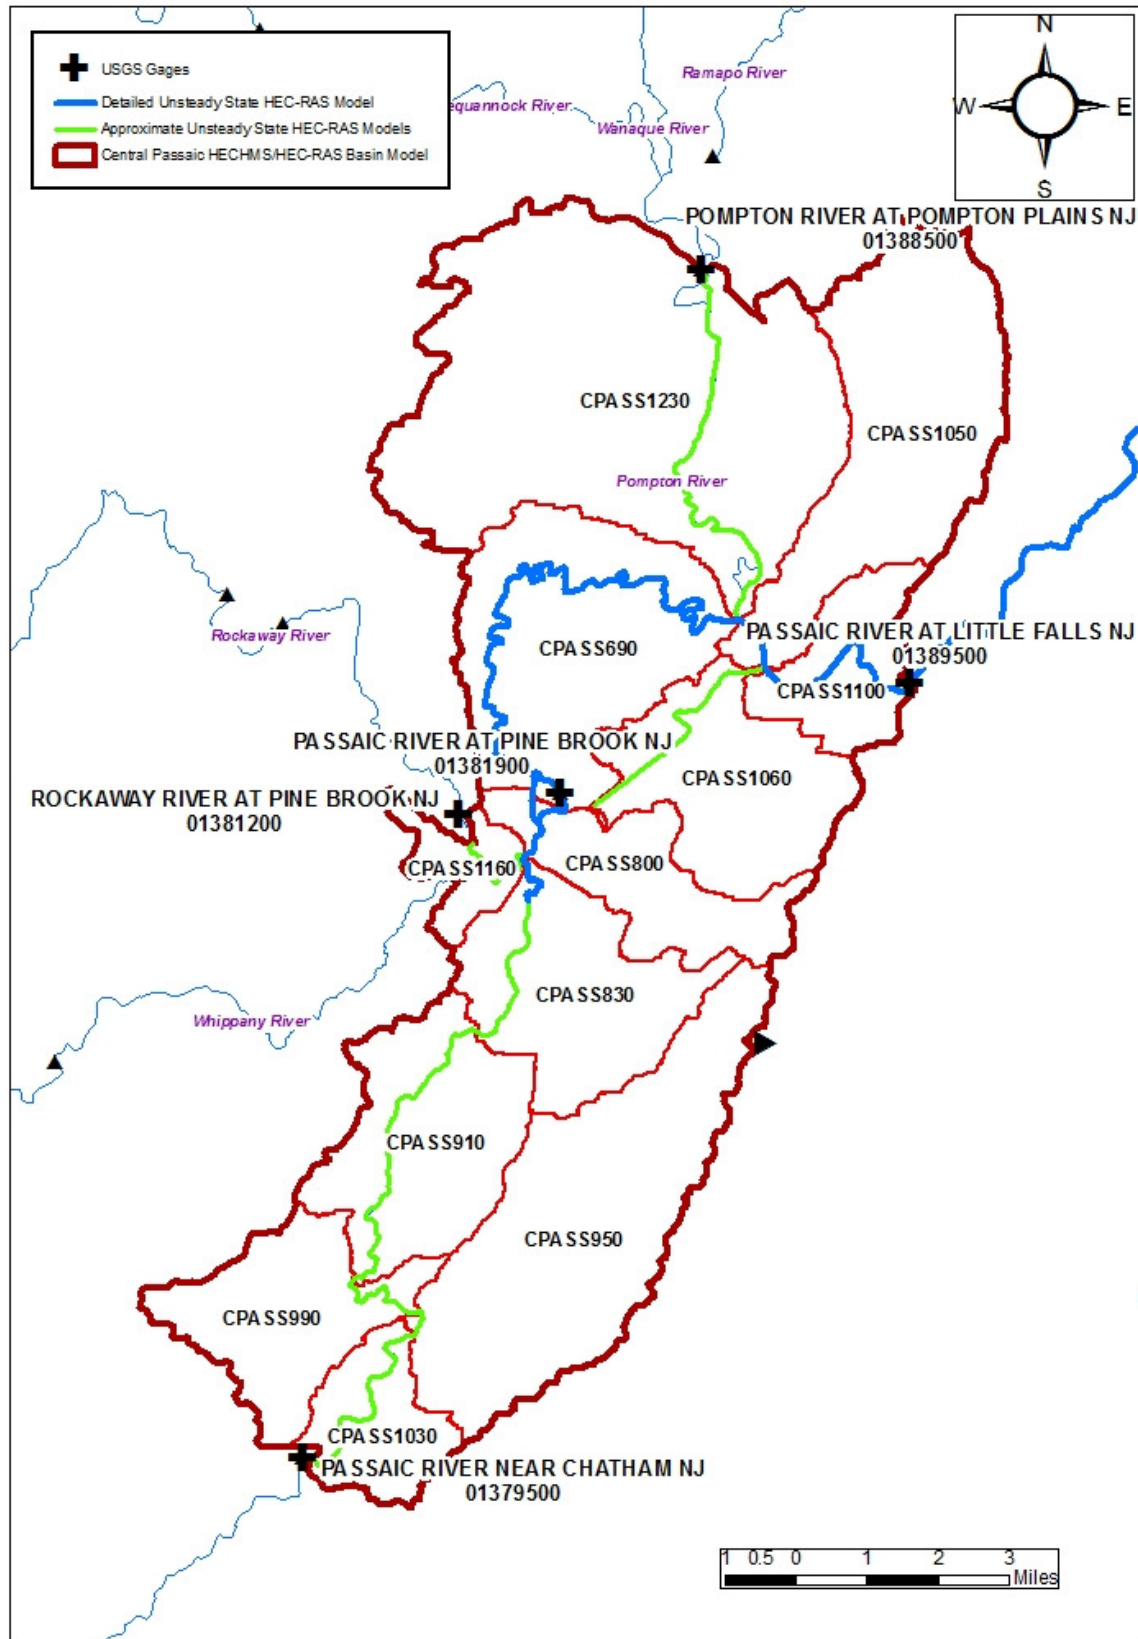 N
W E
S
USGS Gages
Detailed Unsteady State HEC-RAS Model
Approximate Unsteady State HEC-RAS Models
Central Passaic HECHMS/HEC-RAS Basin Model
Ramapo River
equannock River
Wanaque River
POMPTON RIVER AT POMPTON PLAINS NJ
01388500
CPASS1230
CPASS1050
Pompton River
Rockaway River
PASSAIC RIVER AT LITTLE FALLS NJ
01389500
CPASS690
CPASS1100
PASSAIC RIVER AT PINE BROOK NJ
01381900
CPASS1060
ROCKAWAY RIVER AT PINE BROOK NJ
01381200
CPASS1160
CPASS800
CPASS830
Whippany River
CPASS910
CPASS950
CPASS990
CPASS1030
PASSAIC RIVER NEAR CHATHAM NJ
01379500
1 0.5 0 1 2 3
Miles